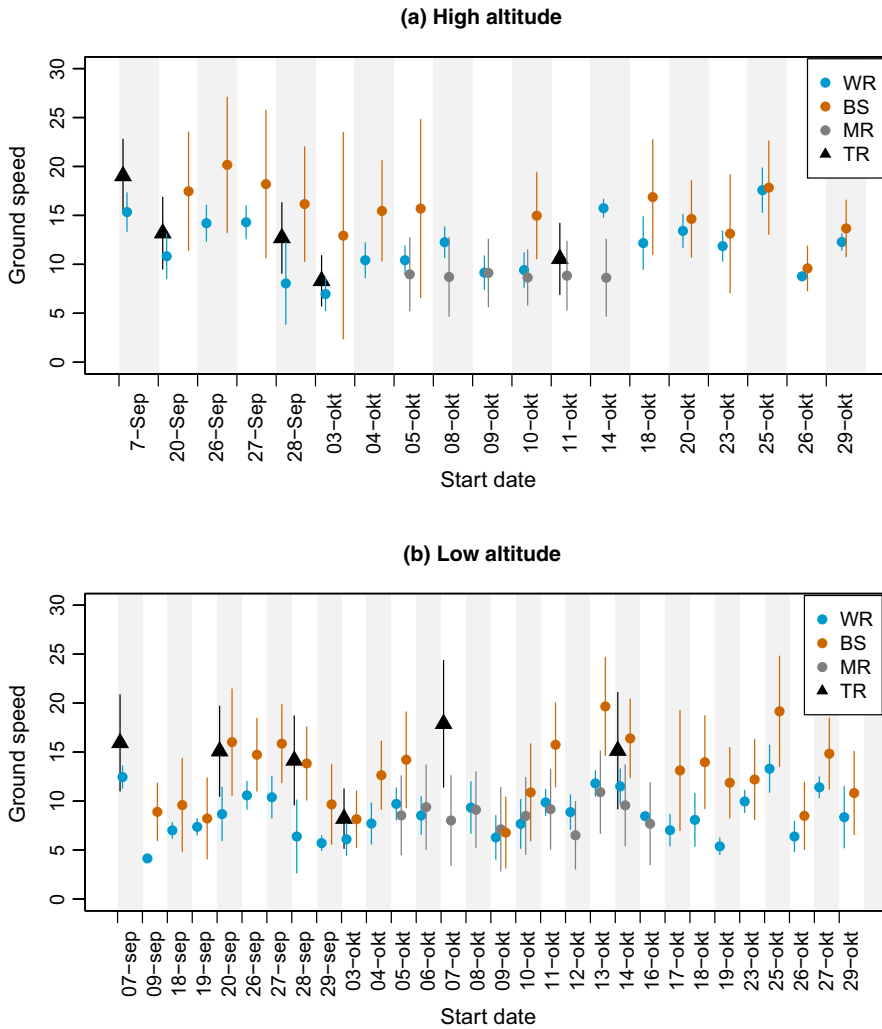 (a) High altitude
30
25
20
15
10
5
0
Ground speed
WR
BS
MR
TR
7−Sep
20−Sep
26−Sep
27−Sep
28−Sep
03−okt
04−okt
05−okt
08−okt
09−okt
10−okt
11−okt
14−okt
18−okt
20−okt
23−okt
25−okt
26−okt
29−okt
Start date
(b) Low altitude
30
25
20
15
10
5
0
Ground speed
WR
BS
MR
TR
07−sep
09−sep
18−sep
19−sep
20−sep
26−sep
27−sep
28−sep
29−sep
03−okt
04−okt
05−okt
06−okt
07−okt
08−okt
09−okt
10−okt
11−okt
12−okt
13−okt
14−okt
16−okt
17−okt
18−okt
19−okt
23−okt
25−okt
26−okt
27−okt
29−okt
Start date